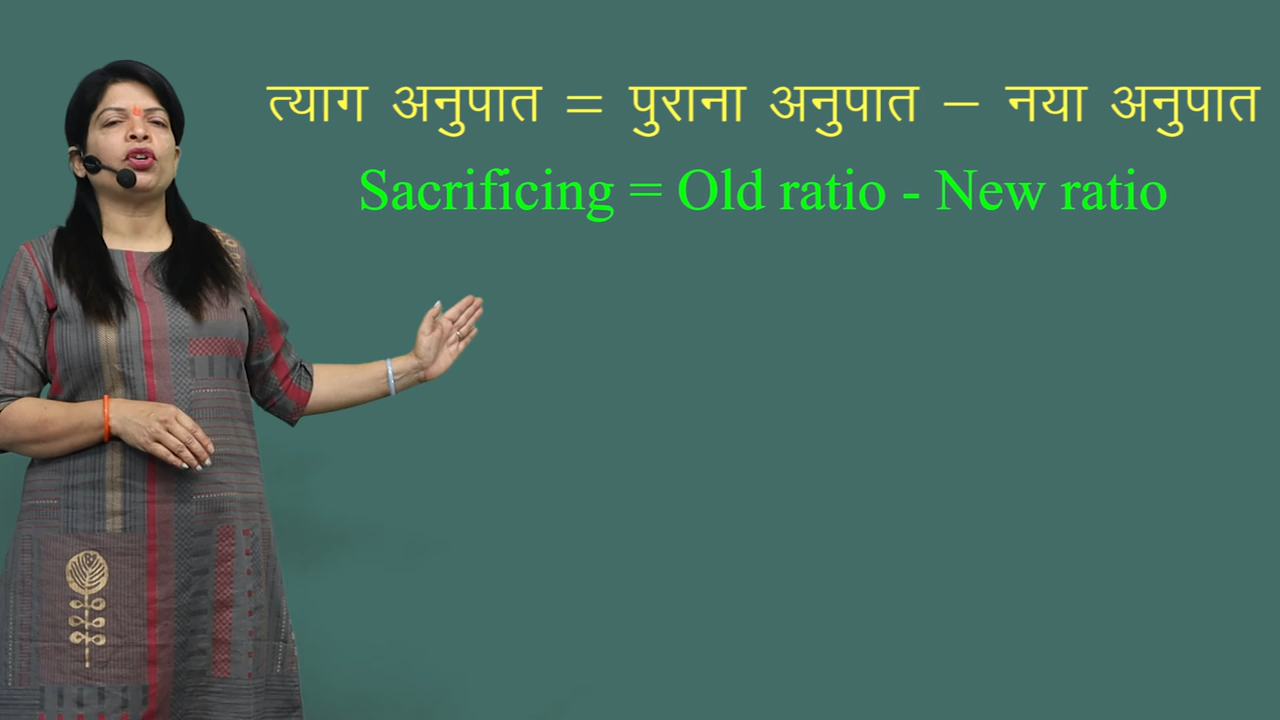 त्याग अनुपात = पुराना अनुपात – नया अनुपात
Sacrificing = Old ratio - New ratio